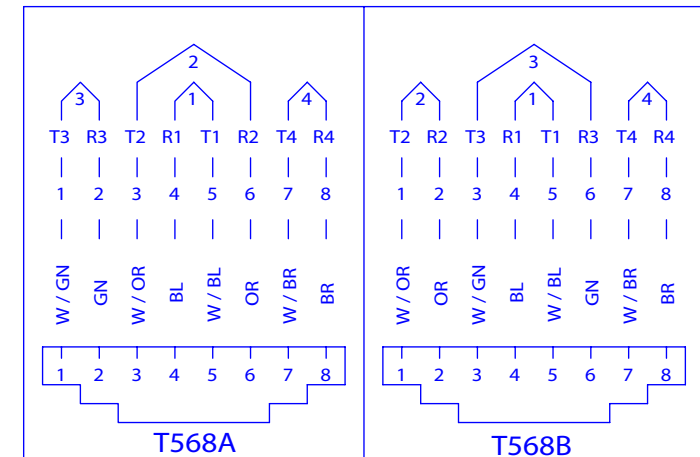 2
3 1 4
T3 R3 T2 R1 T1 R2 T4 R4
1 2 3 4 5 6 7 8
W / GN GN W / OR BL W / BL OR W / BR BR
1 2 3 4 5 6 7 8
T568A
3
2 1 4
T2 R2 T3 R1 T1 R3 T4 R4
1 2 3 4 5 6 7 8
W / OR OR W / GN BL W / BL GN W / BR BR
1 2 3 4 5 6 7 8
T568B